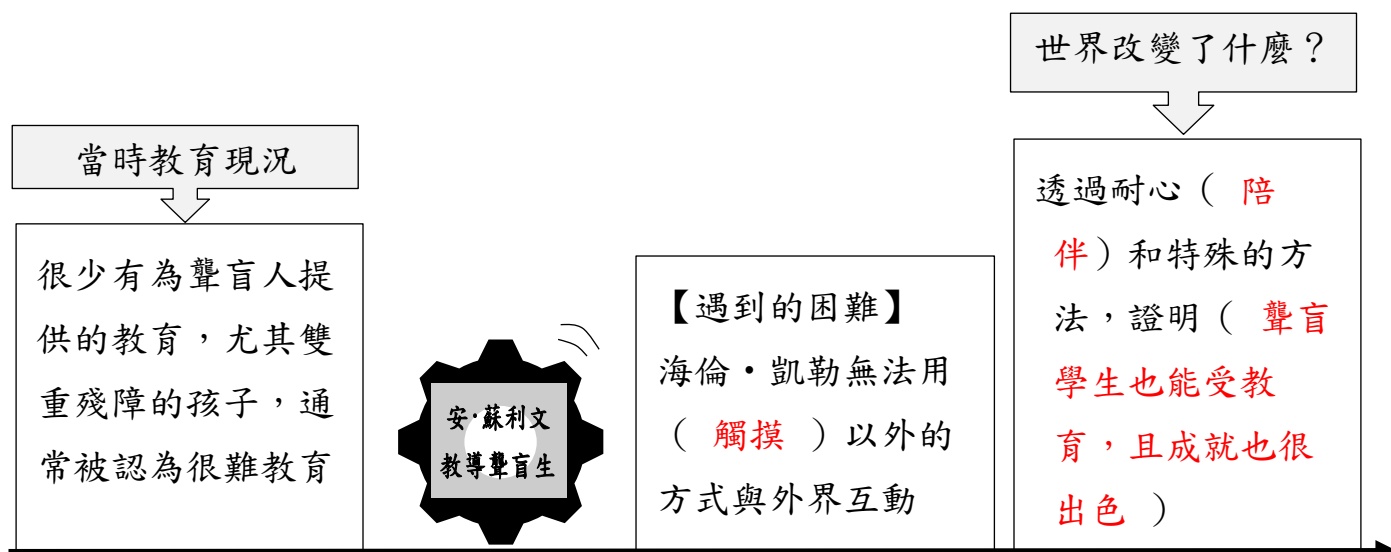 當時教育現況
很少有為聾盲人提
供的教育，尤其雙
重殘障的孩子，通
常被認為很難教育
安·蘇利文
教導聾盲生
【遇到的困難】
海倫·凱勒無法用
（ 觸摸 ）以外的
方式與外界互動
世界改變了什麼？
透過耐心（ 陪
伴）和特殊的方
法，證明（ 聾盲
學生也能受教
育，且成就也很
出色 ）